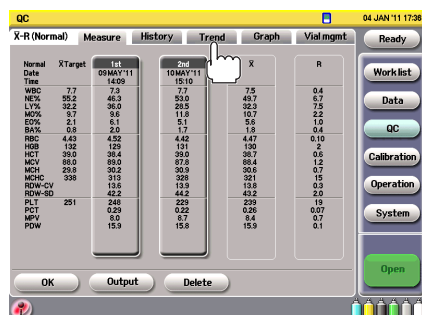 QC 04 JAN '11 17:36
X̄-R (Normal) Measure History Trend Graph Vial mgmt Ready
Normal X̄Target 1st 2nd X̄ R
Date 09MAY'11 10MAY'11
Time 14:09 15:10
WBC 7.7 7.3 7.7 7.5 0.4
NE% 55.2 46.3 53.0 49.7 6.7
LY% 32.2 36.0 28.5 32.3 7.5
MO% 9.7 9.6 11.8 10.7 2.2
EO% 2.1 6.1 5.1 5.6 1.0
BA% 0.8 2.0 1.7 1.8 0.4
RBC 4.43 4.52 4.42 4.47 0.10
HGB 132 129 131 130 2
HCT 39.0 38.4 39.0 38.7 0.6
MCV 88.0 89.0 87.8 88.4 1.2
MCH 29.8 30.2 30.9 30.6 0.7
MCHC 338 313 328 321 15
RDW-CV 13.6 13.9 13.8 0.3
RDW-SD 42.2 44.2 43.2 2.0
PLT 251 248 229 239 19
PCT 0.29 0.22 0.26 0.07
MPV 8.0 8.7 8.4 0.7
PDW 15.9 15.8 15.9 0.1
Work list
Data
QC
Calibration
Operation
System
Open
OK Output Delete